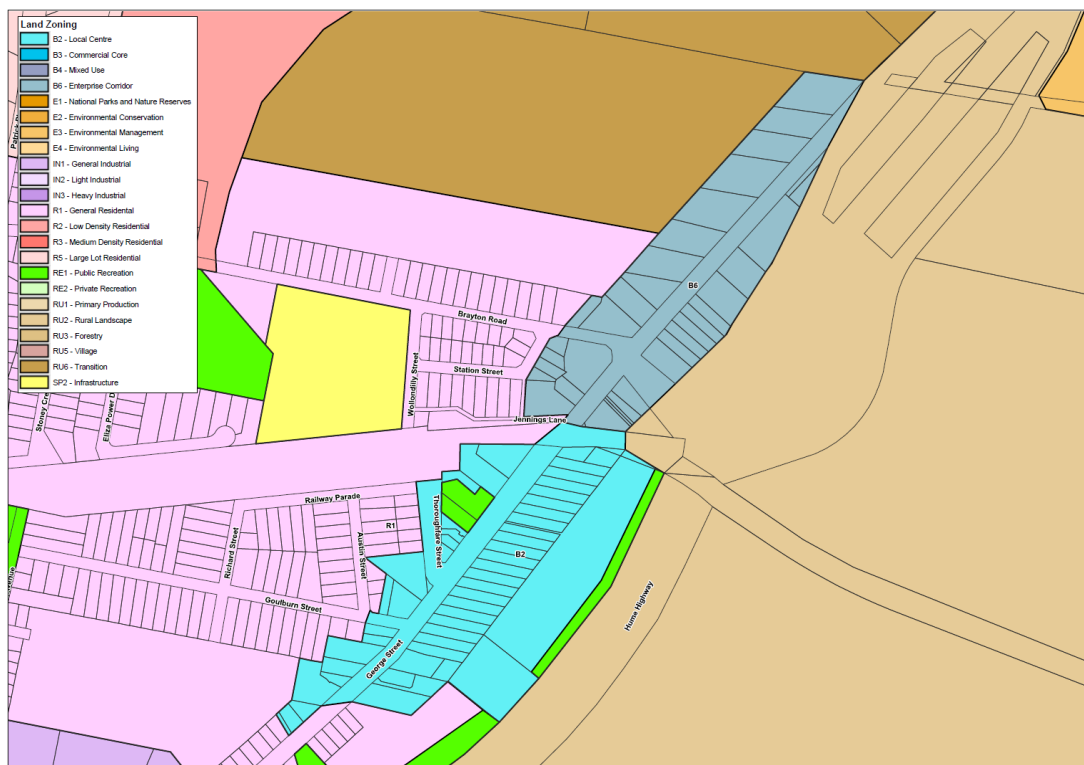 Land Zoning
B2 - Local Centre
B3 - Commercial Core
B4 - Mixed Use
B6 - Enterprise Corridor
E1 - National Parks and Nature Reserves
E2 - Environmental Conservation
E3 - Environmental Management
E4 - Environmental Living
IN1 - General Industrial
IN2 - Light Industrial
IN3 - Heavy Industrial
R1 - General Residental
R2 - Low Density Residential
R3 - Medium Density Residential
R5 - Large Lot Residential
RE1 - Public Recreation
RE2 - Private Recreation
RU1 - Primary Production
RU2 - Rural Landscape
RU3 - Forestry
RU5 - Village
RU6 - Transition
SP2 - Infrastructure
B6
Brayton Road
Station Street
Wollondilly Street
Jennings Lane
Railway Parade
Thoroughfare Street
R1
Richard Street
Austin Street
B2
Goulburn Street
George Street
Hume Highway